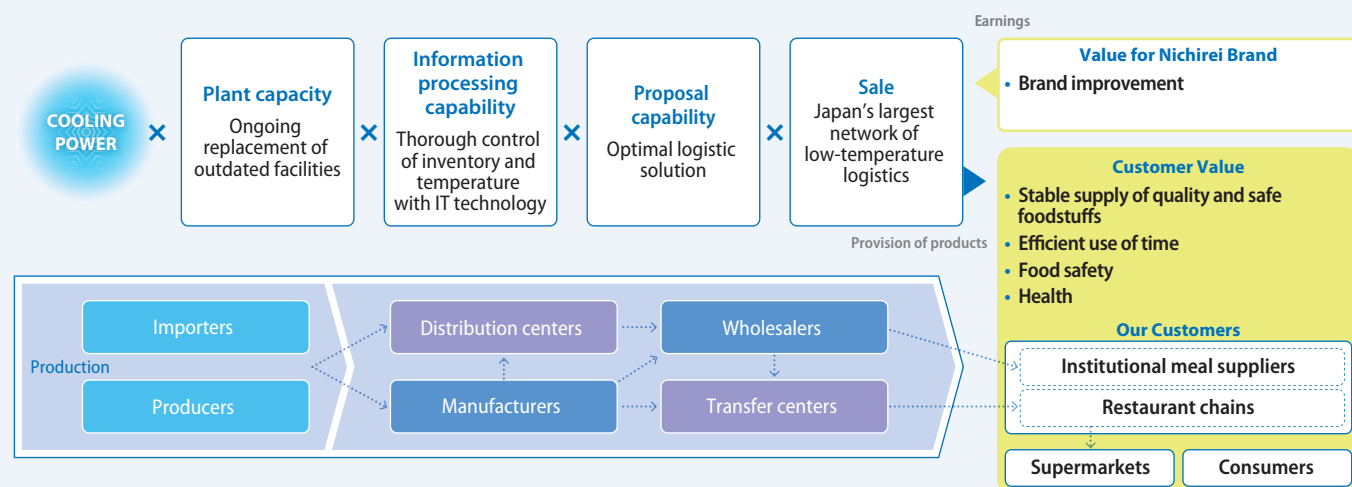 Earnings
COOLING
POWER
×
Plant capacity
Ongoing
replacement of
outdated facilities
×
Information
processing
capability
Thorough control
of inventory and
temperature
with IT technology
×
Proposal
capability
Optimal logistic
solution
×
Sale
Japan's largest
network of
low-temperature
logistics
Value for Nichirei Brand
• Brand improvement
Provision of products
Customer Value
• Stable supply of quality and safe
foodstuffs
• Efficient use of time
• Food safety
• Health
Production
Importers
Producers
Distribution centers
Manufacturers
Wholesalers
Transfer centers
Our Customers
Institutional meal suppliers
Restaurant chains
Supermarkets
Consumers